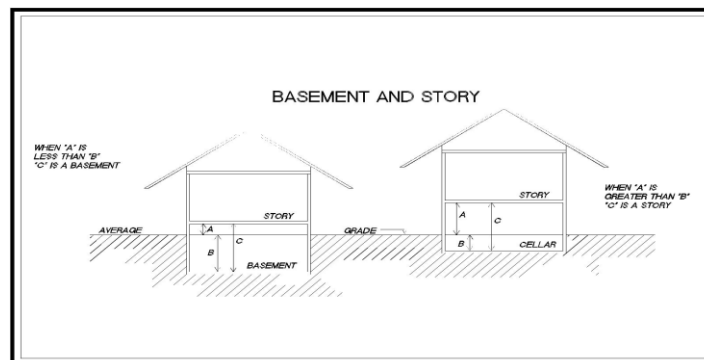 BASEMENT AND STORY
WHEN "A" IS
LESS THAN "B"
"C" IS A BASEMENT
STORY
AVERAGE
A
B
C
BASEMENT
GRADE
STORY
A
C
B
CELLAR
WHEN "A" IS
GREATER THAN "B"
"C" IS A STORY